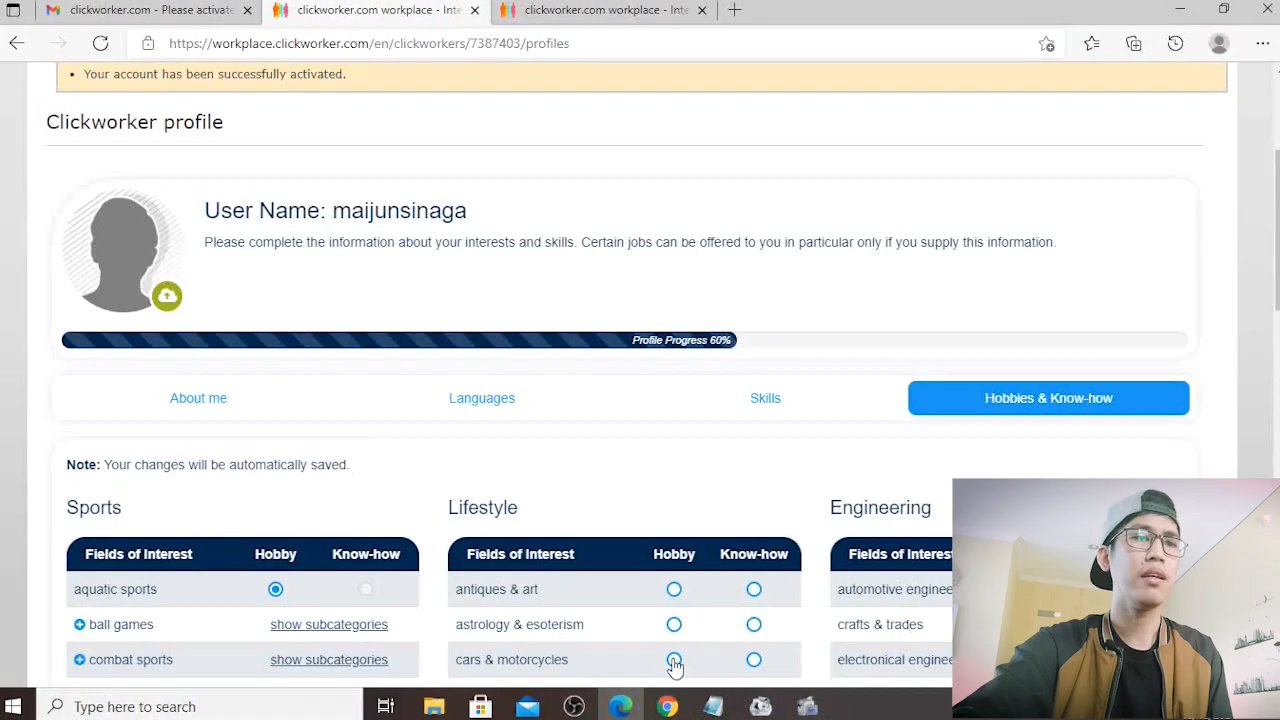 clickworker.com - Please activate
clickworker.com workplace - Inte
clickworker.com workplace - Inte
https://workplace.clickworker.com/en/clickworkers/7387403/profiles
• Your account has been successfully activated.
Clickworker profile
User Name: maijunsinaga
Please complete the information about your interests and skills. Certain jobs can be offered to you in particular only if you supply this information.
Profile Progress 60%
About me Languages Skills Hobbies & Know-how
Note: Your changes will be automatically saved.
Sports Lifestyle Engineering
Fields of Interest Hobby Know-how Fields of Interest Hobby Know-how Fields of Interes
aquatic sports antiques & art automotive enginee
ball games show subcategories astrology & esoterism crafts & trades
combat sports show subcategories cars & motorcycles electronical enginee
Type here to search